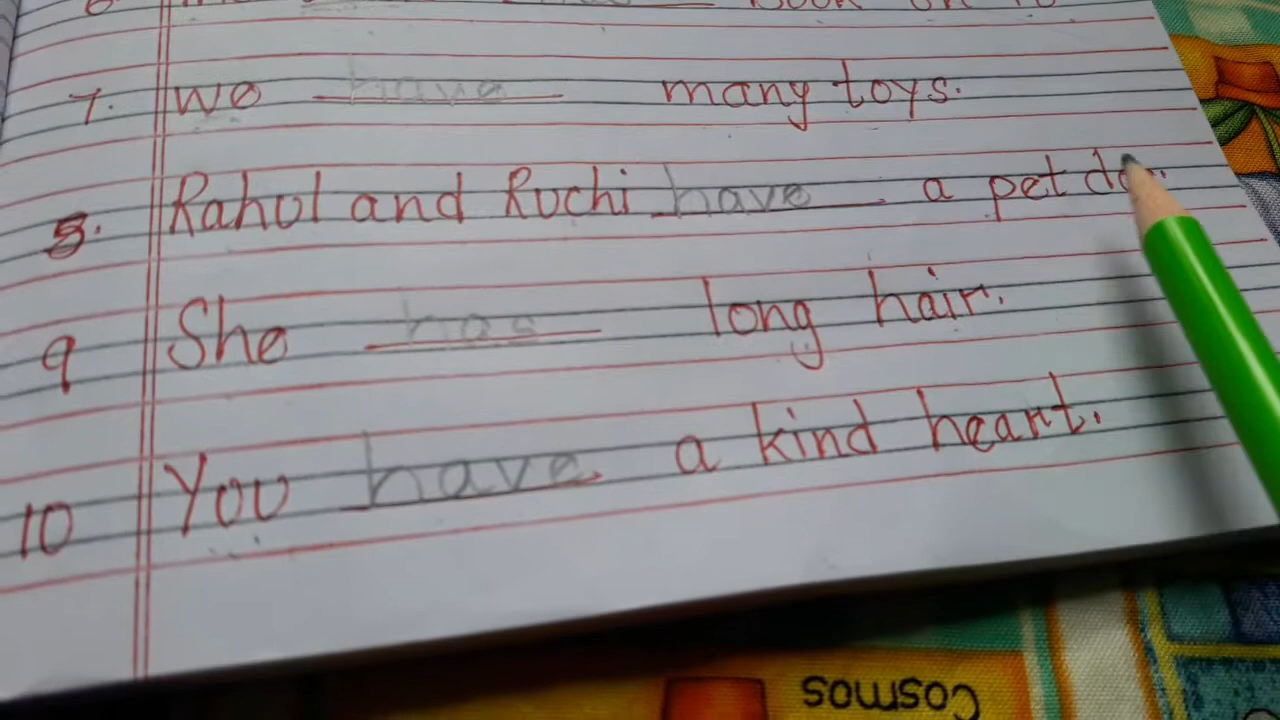 7. We have many toys.
8. Rahul and Ruchi have a pet
9 She has long hair.
10 You have a kind heart.
Cosmos